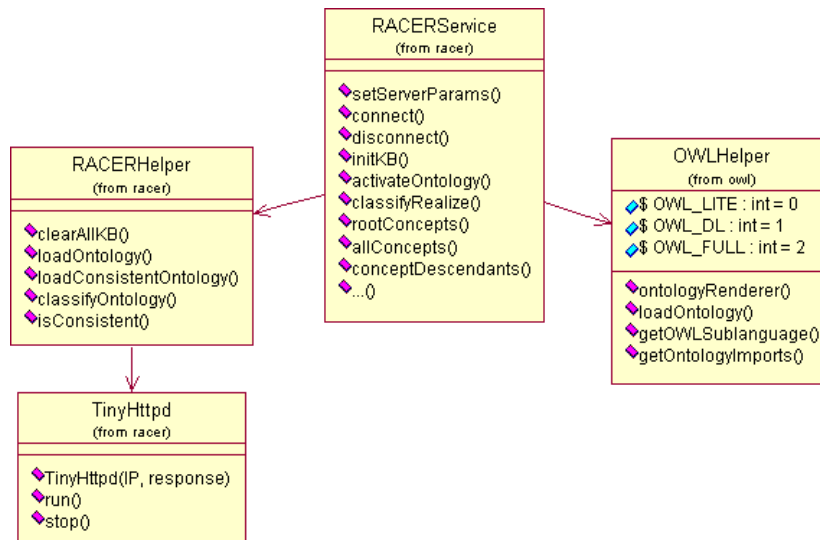 RACERService
(from racer)
setServerParams()
connect()
disconnect()
initKB()
activateOntology()
classifyRealize()
rootConcepts()
allConcepts()
conceptDescendants()
...()
RACERHelper
(from racer)
clearAllKB()
loadOntology()
loadConsistentOntology()
classifyOntology()
isConsistent()
OWLHelper
(from owl)
$ OWL_LITE : int = 0
$ OWL_DL : int = 1
$ OWL_FULL : int = 2
ontologyRenderer()
loadOntology()
getOWLSublanguage()
getOntologyImports()
TinyHttpd
(from racer)
TinyHttpd(IP, response)
run()
stop()